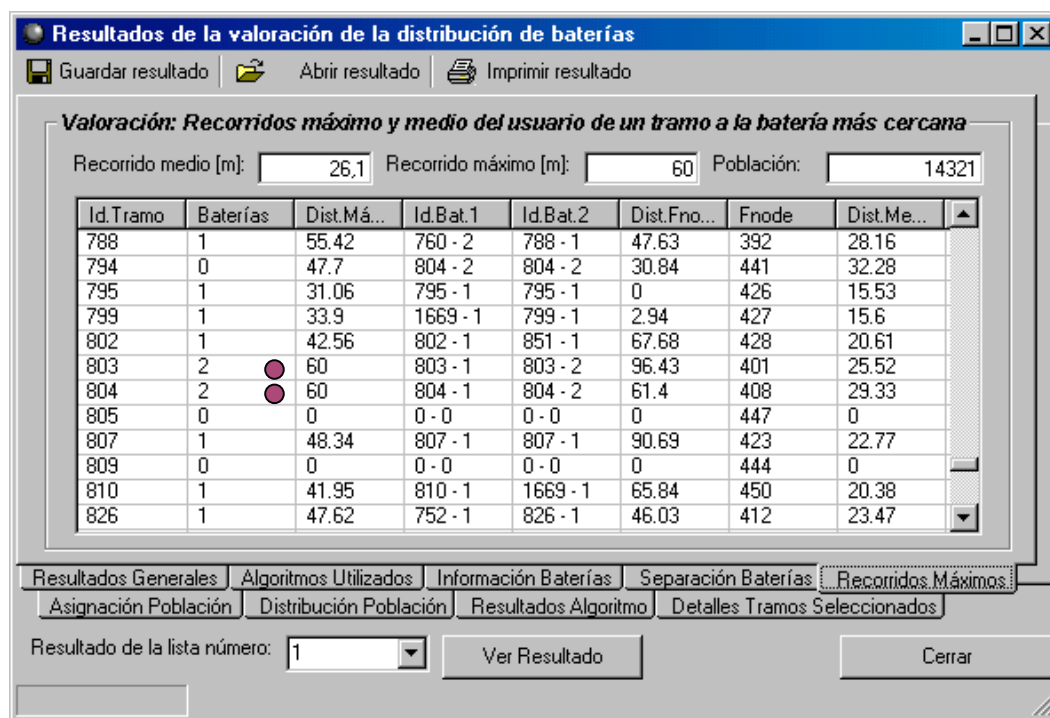 Resultados de la valoración de la distribución de baterías
Guardar resultado Abrir resultado Imprimir resultado
Valoración: Recorridos máximo y medio del usuario de un tramo a la batería más cercana
Recorrido medio [m]: 26,1 Recorrido máximo [m]: 60 Población: 14321
Id.Tramo Baterías Dist.Má... Id.Bat.1 Id.Bat.2 Dist.Fno... Fnode Dist.Me...
788 1 55.42 760 - 2 788 - 1 47.63 392 28.16
794 0 47.7 804 - 2 804 - 2 30.84 441 32.28
795 1 31.06 795 - 1 795 - 1 0 426 15.53
799 1 33.9 1669 - 1 799 - 1 2.94 427 15.6
802 1 42.56 802 - 1 851 - 1 67.68 428 20.61
803 2 60 803 - 1 803 - 2 96.43 401 25.52
804 2 60 804 - 1 804 - 2 61.4 408 29.33
805 0 0 0 - 0 0 - 0 0 447 0
807 1 48.34 807 - 1 807 - 1 90.69 423 22.77
809 0 0 0 - 0 0 - 0 0 444 0
810 1 41.95 810 - 1 1669 - 1 65.84 450 20.38
826 1 47.62 752 - 1 826 - 1 46.03 412 23.47
Resultados Generales Algoritmos Utilizados Información Baterías Separación Baterías Recorridos Máximos
Asignación Población Distribución Población Resultados Algoritmo Detalles Tramos Seleccionados
Resultado de la lista número: 1 Ver Resultado Cerrar